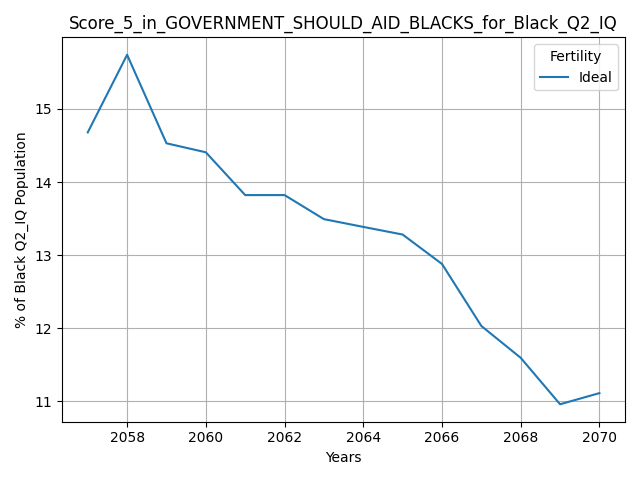 Score_5_in_GOVERNMENT_SHOULD_AID_BLACKS_for_Black_Q2_IQ
Fertility
Ideal
15
14
13
12
11
% of Black Q2_IQ Population
2058 2060 2062 2064 2066 2068 2070
Years